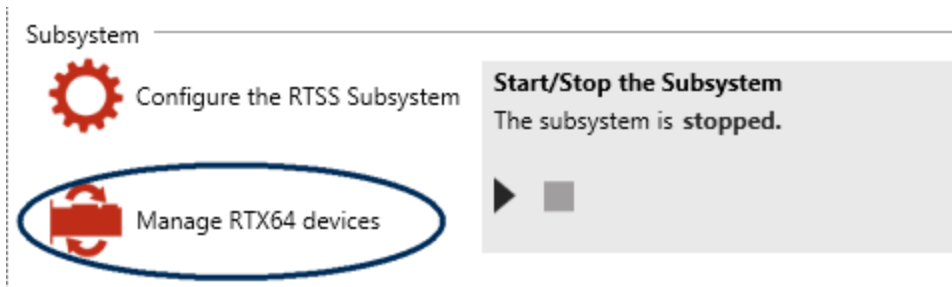 Subsystem
Configure the RTSS Subsystem
Manage RTX64 devices
Start/Stop the Subsystem
The subsystem is stopped.